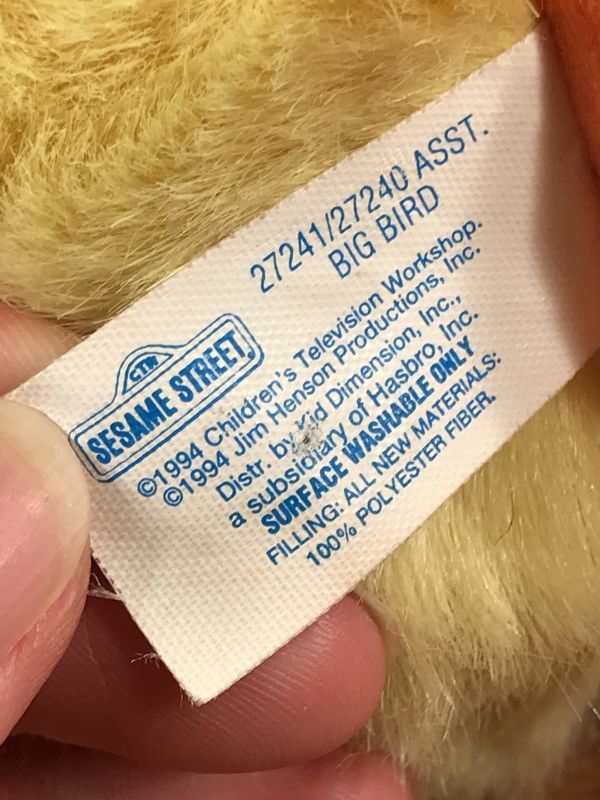 27241/27240 ASST.
BIG BIRD
CTW
SESAME STREET
©1994 Children's Television Workshop.
©1994 Jim Henson Productions, Inc.
Distr. by Kid Dimension, Inc.,
a subsidiary of Hasbro, Inc.
SURFACE WASHABLE ONLY
FILLING: ALL NEW MATERIALS:
100% POLYESTER FIBER.